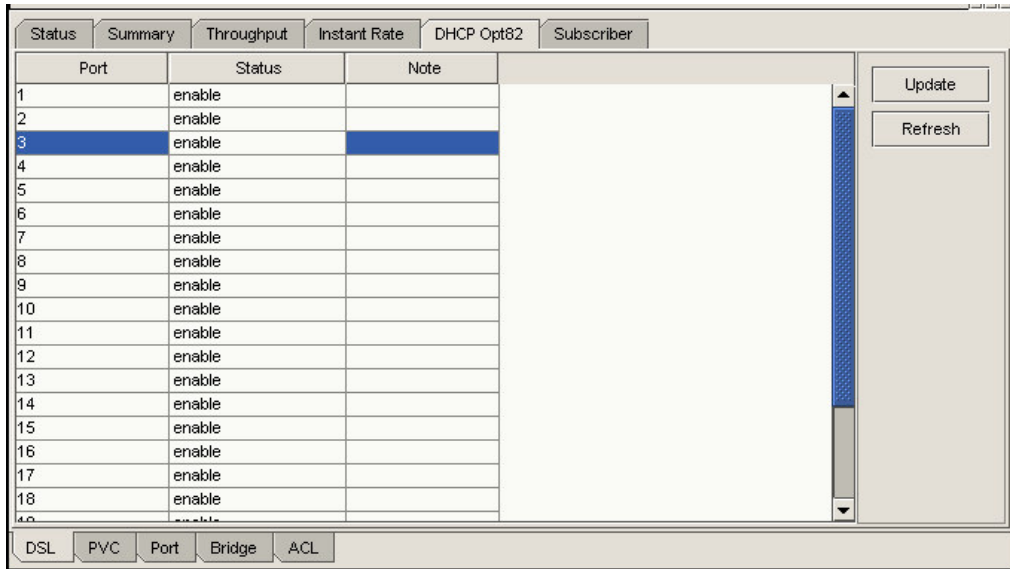 Status Summary Throughput Instant Rate DHCP Opt82 Subscriber
Port Status Note
Update
Refresh
1 enable
2 enable
3 enable
4 enable
5 enable
6 enable
7 enable
8 enable
9 enable
10 enable
11 enable
12 enable
13 enable
14 enable
15 enable
16 enable
17 enable
18 enable
DSL PVC Port Bridge ACL